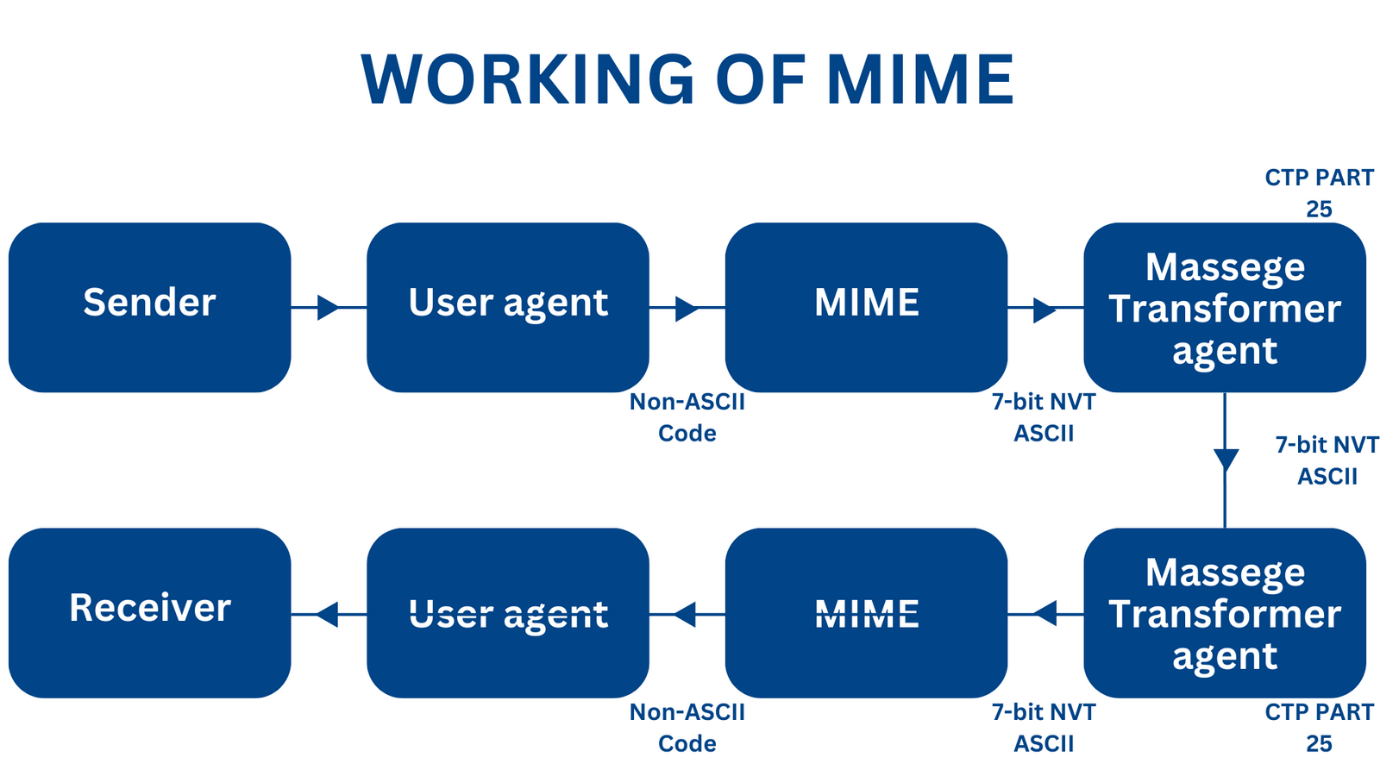 WORKING OF MIME
CTP PART
25
Sender
User agent
MIME
Massege
Transformer
agent
Non-ASCII
Code
7-bit NVT
ASCII
7-bit NVT
ASCII
Receiver
User agent
MIME
Massege
Transformer
agent
Non-ASCII
Code
7-bit NVT
ASCII
CTP PART
25